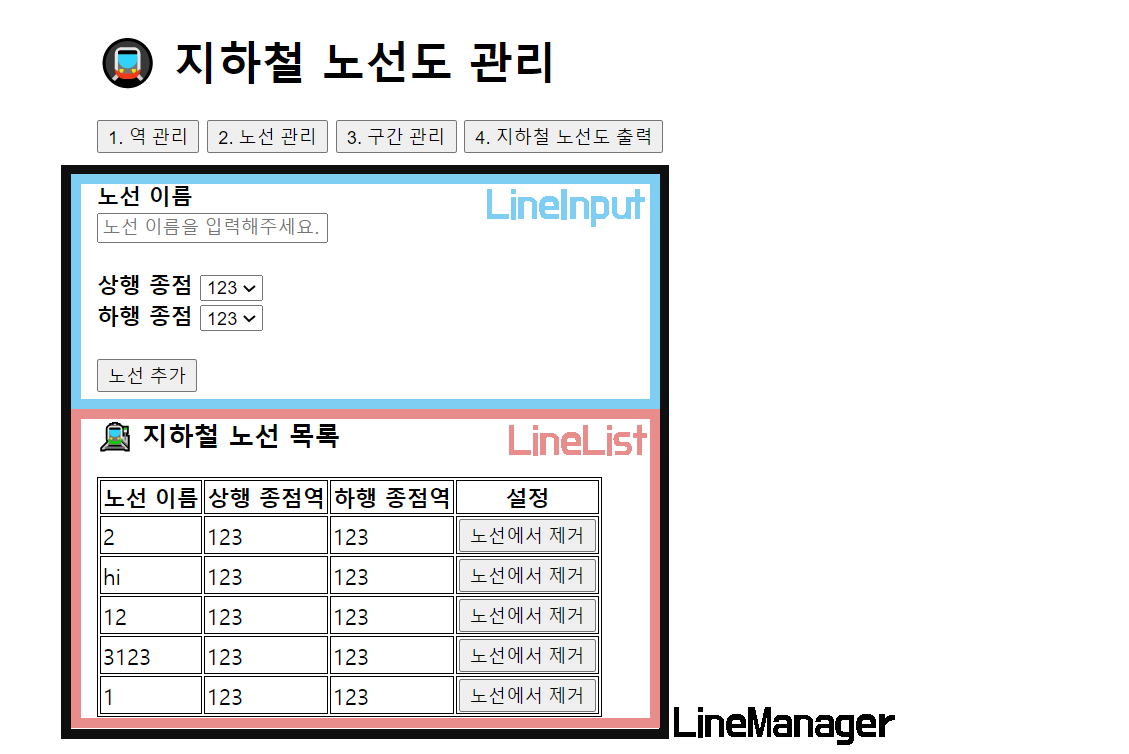 지하철 노선도 관리
1. 역 관리 2. 노선 관리 3. 구간 관리 4. 지하철 노선도 출력
노선 이름 LineInput
노선 이름을 입력해주세요.
상행 종점 123
하행 종점 123
노선 추가
지하철 노선 목록 LineList
노선 이름 상행 종점역 하행 종점역 설정
2 123 123 노선에서 제거
hi 123 123 노선에서 제거
12 123 123 노선에서 제거
3123 123 123 노선에서 제거
1 123 123 노선에서 제거
LineManager